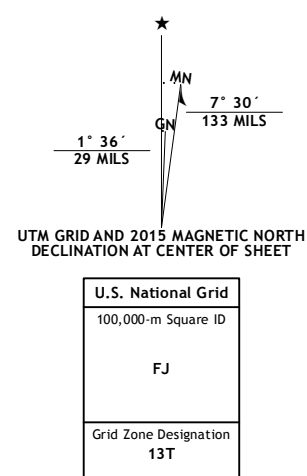 ★
MN
7° 30´
133 MILS
GN
1° 36´
29 MILS
UTM GRID AND 2015 MAGNETIC NORTH
DECLINATION AT CENTER OF SHEET
U.S. National Grid
100,000-m Square ID
FJ
Grid Zone Designation
13T